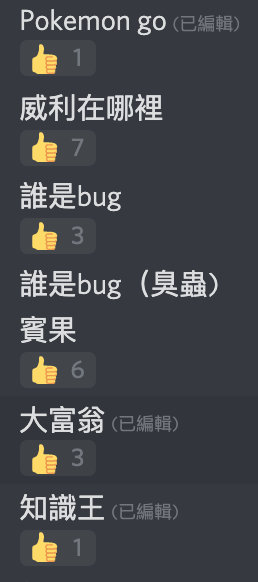 Pokemon go (已編輯)
👍 1
威利在哪裡
👍 7
誰是bug
👍 3
誰是bug（臭蟲）
賓果
👍 6
大富翁 (已編輯)
👍 3
知識王 (已編輯)
👍 1